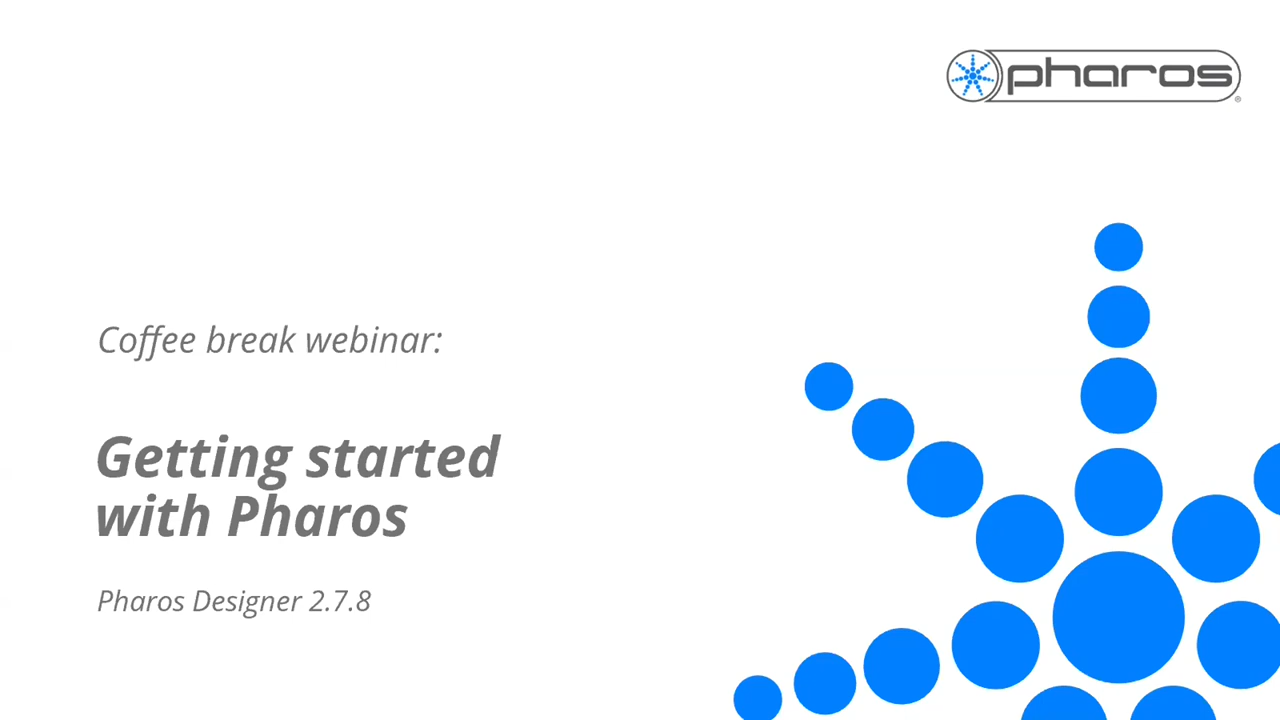 pharos®
Coffee break webinar:
Getting started
with Pharos
Pharos Designer 2.7.8